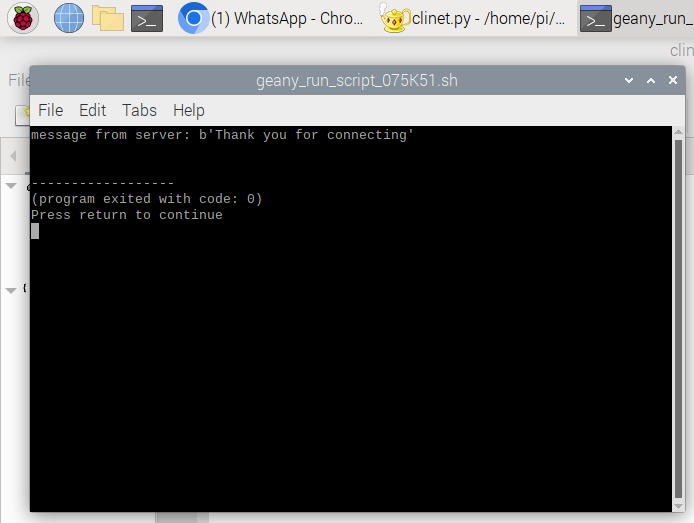 (1) WhatsApp - Chro...
clinet.py - /home/pi/...
geany_run_
clin
File
geany_run_script_075K51.sh
File Edit Tabs Help
message from server: b'Thank you for connecting'
------------------
(program exited with code: 0)
Press return to continue